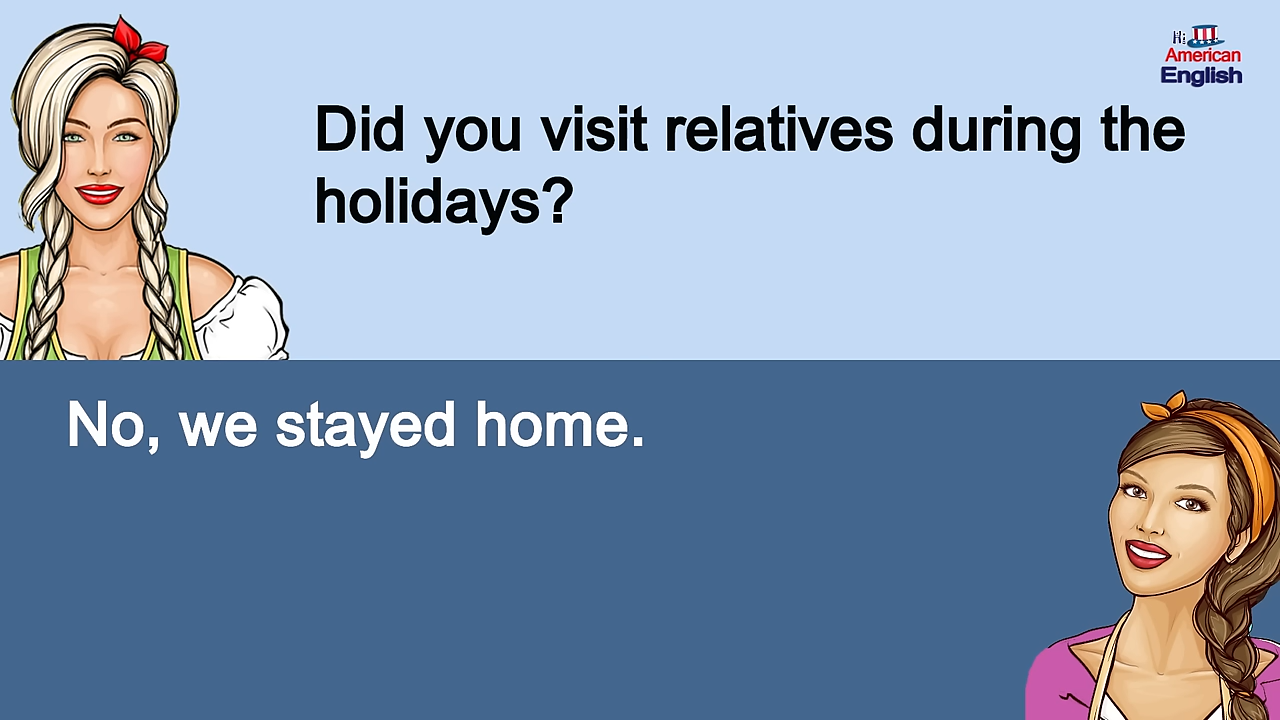 Hi
American
English
Did you visit relatives during the
holidays?
No, we stayed home.